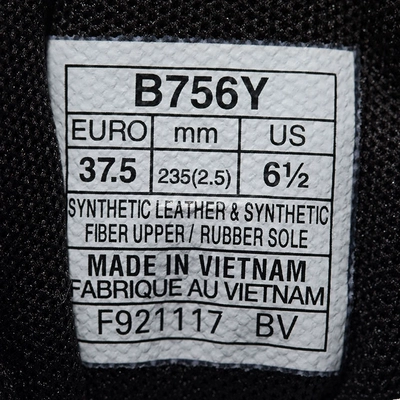 B756Y
EURO mm US
37.5 235(2.5) 6½
SYNTHETIC LEATHER & SYNTHETIC
FIBER UPPER / RUBBER SOLE
MADE IN VIETNAM
FABRIQUE AU VIETNAM
F921117 BV